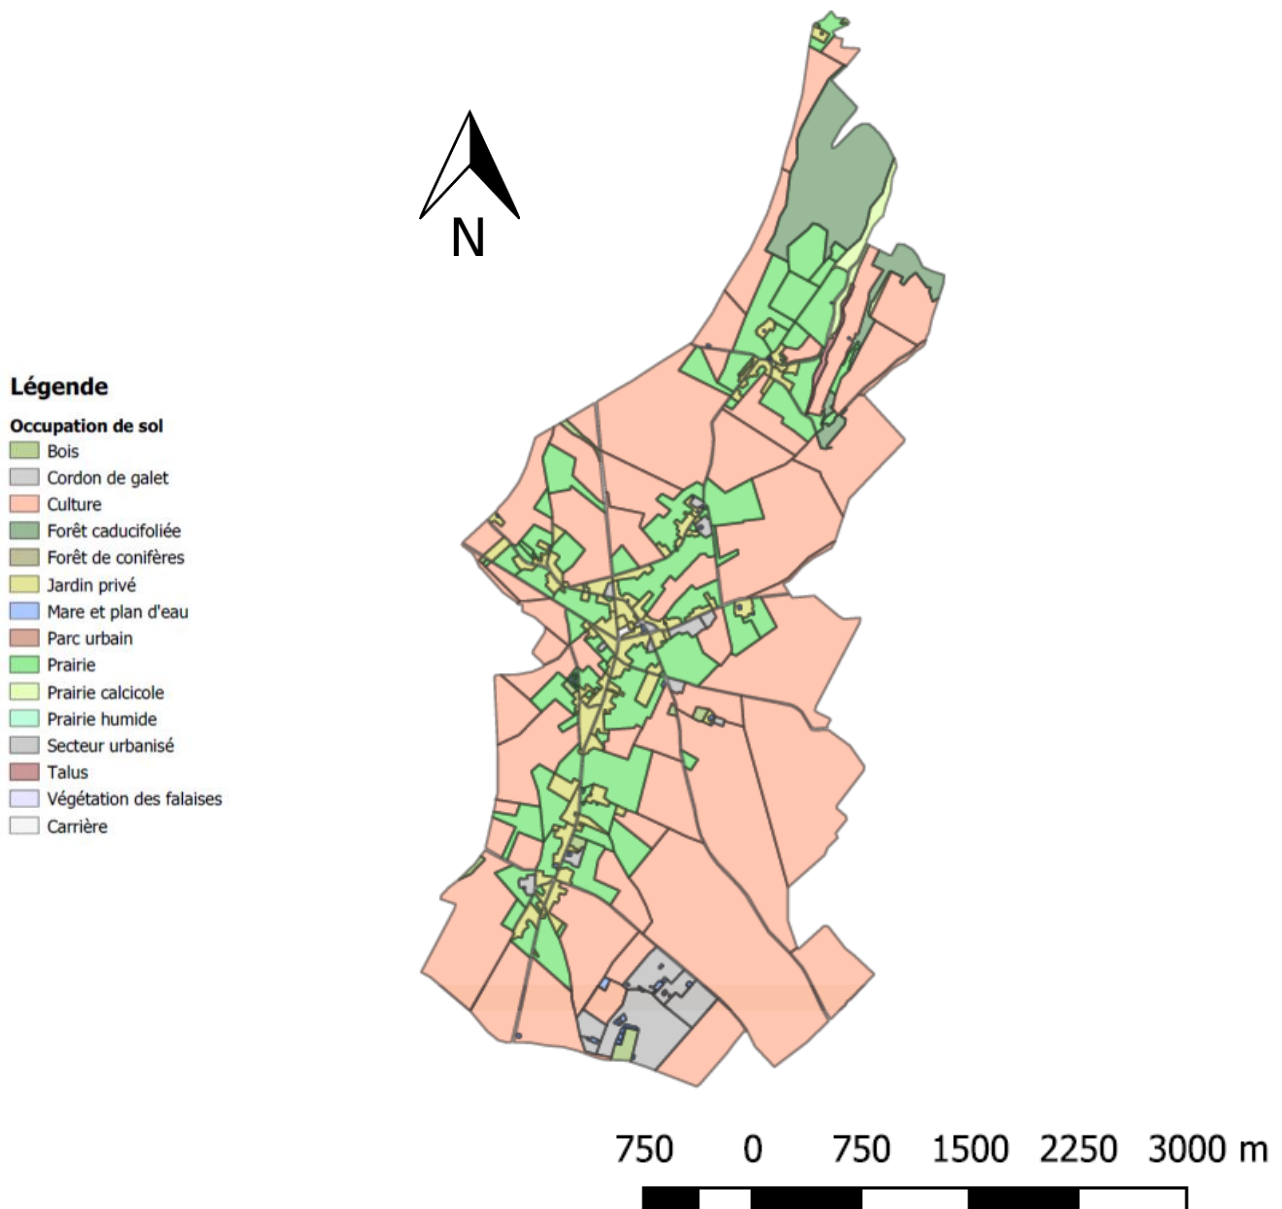 N
Légende
Occupation de sol
Bois
Cordon de galet
Culture
Forêt caducifoliée
Forêt de conifères
Jardin privé
Mare et plan d'eau
Parc urbain
Prairie
Prairie calcicole
Prairie humide
Secteur urbanisé
Talus
Végétation des falaises
Carrière
750 0 750 1500 2250 3000 m